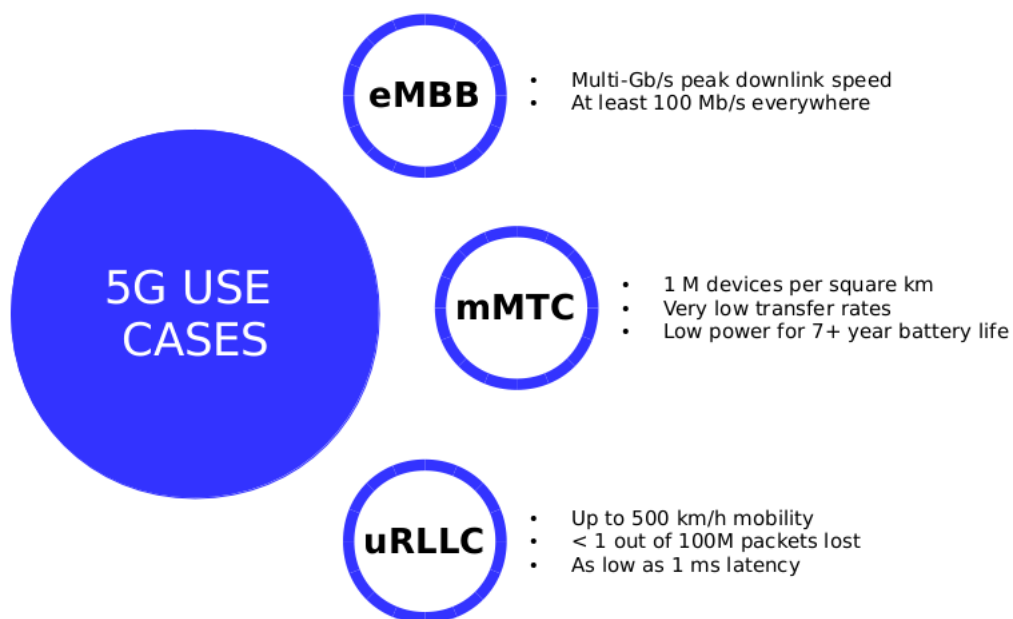 5G USE
CASES
eMBB
• Multi-Gb/s peak downlink speed
• At least 100 Mb/s everywhere
mMTC
• 1 M devices per square km
• Very low transfer rates
• Low power for 7+ year battery life
uRLLC
• Up to 500 km/h mobility
• < 1 out of 100M packets lost
• As low as 1 ms latency